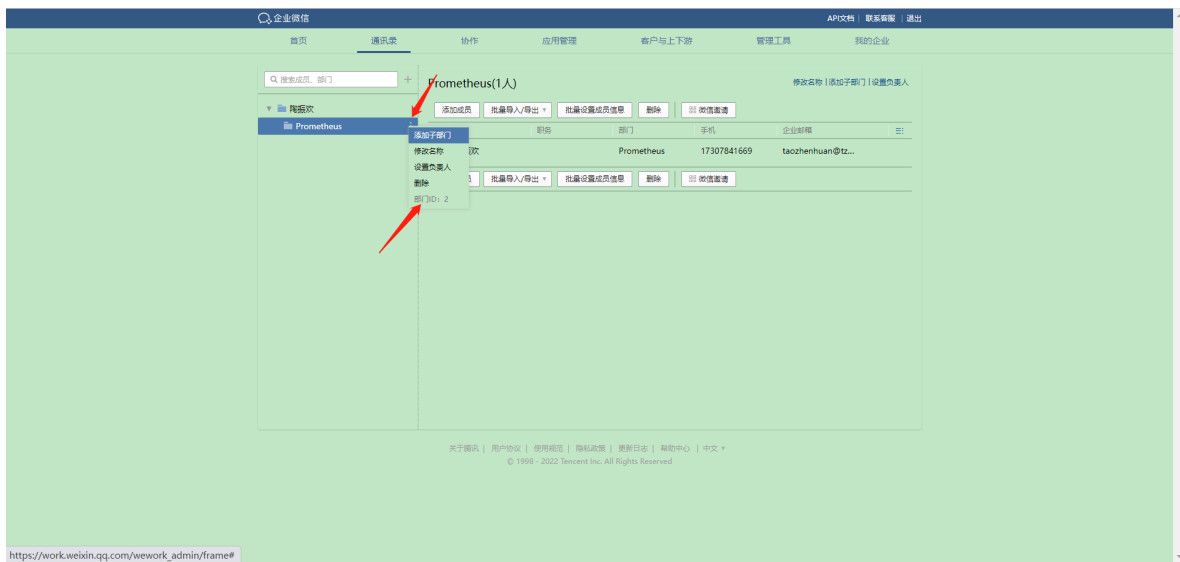 企业微信
API文档 | 联系客服 | 退出
首页 通讯录 协作 应用管理 客户与上下游 管理工具 我的企业
搜索成员、部门 +
Prometheus(1人)
修改名称 | 添加子部门 | 设置负责人
陶振欢
添加成员 批量导入/导出 批量设置成员信息 删除 微信邀请
Prometheus
职务 部门 手机 企业邮箱
添加子部门
修改名称
欢 Prometheus 17307841669 taozhenhuan@tz...
设置负责人
批量导入/导出 批量设置成员信息 删除 微信邀请
删除
部门ID：2
关于腾讯 | 用户协议 | 使用规范 | 隐私政策 | 更新日志 | 帮助中心 | 中文
© 1998 - 2022 Tencent Inc. All Rights Reserved
https://work.weixin.qq.com/wework_admin/frame#